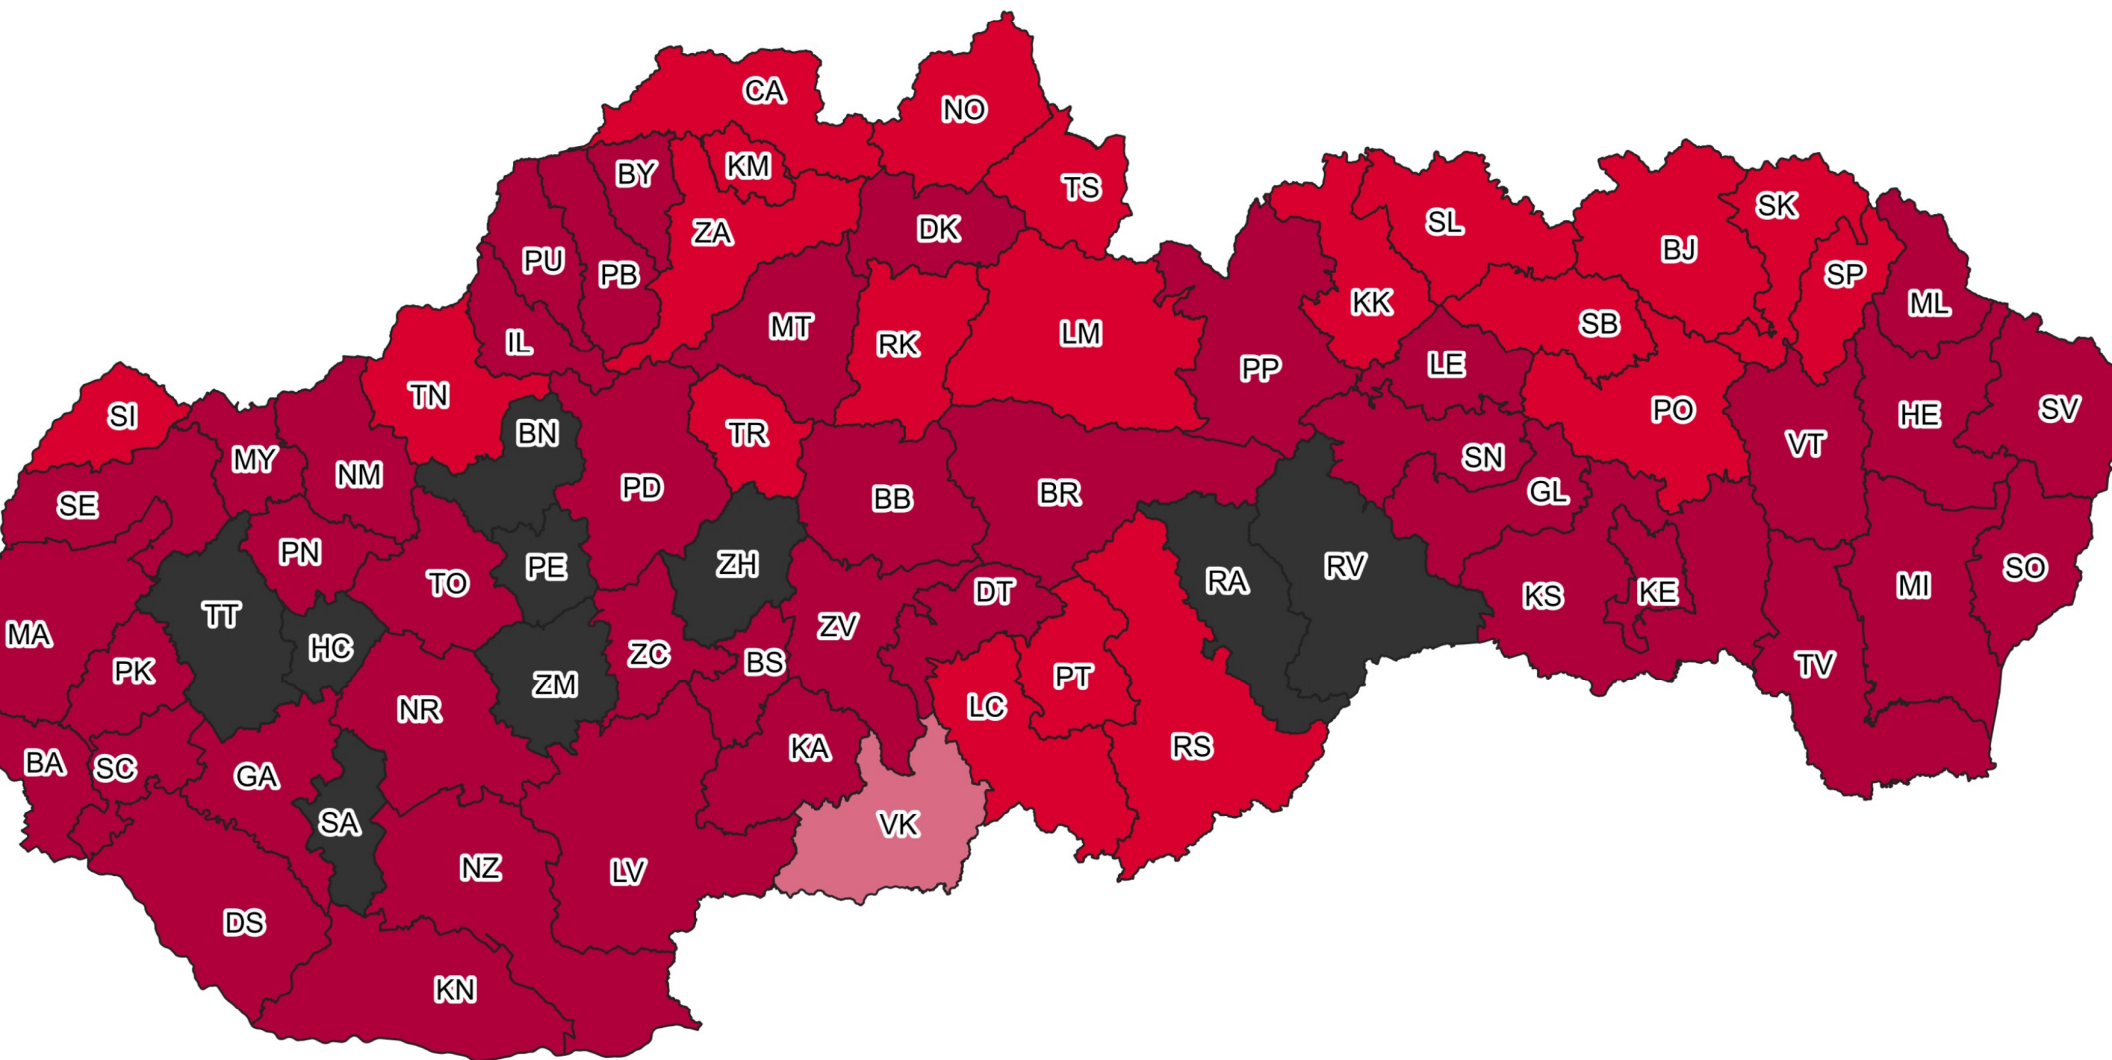 CA
NO
KM
BY
TS
SK
SL
DK
ZA
BJ
PU
PB
SP
KK
ML
SB
MT
LM
RK
IL
LE
PP
TN
SV
PO
HE
SI
TR
BN
VT
SN
MY
NM
PD
GL
BR
BB
SE
PN
ZH
PE
RV
SO
RA
TO
MI
DT
KE
KS
TT
ZV
MA
HC
ZC
BS
TV
PK
PT
ZM
LC
NR
RS
KA
BA
SC
GA
SA
VK
NZ
LV
DS
KN